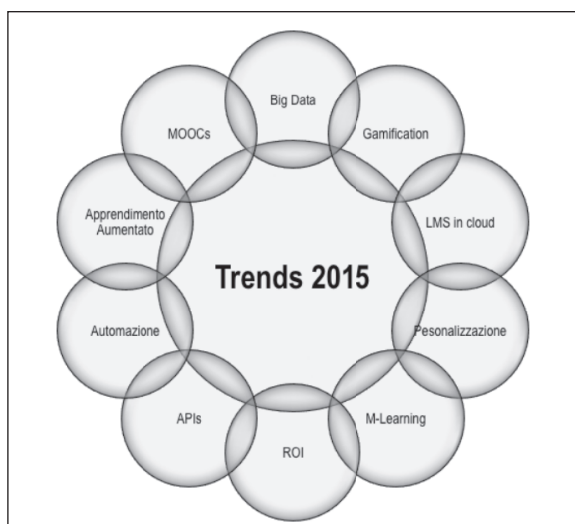 Big Data
Gamification
LMS in cloud
Pesonalizzazione
M-Learning
ROI
APIs
Automazione
Apprendimento
Aumentato
MOOCs
Trends 2015